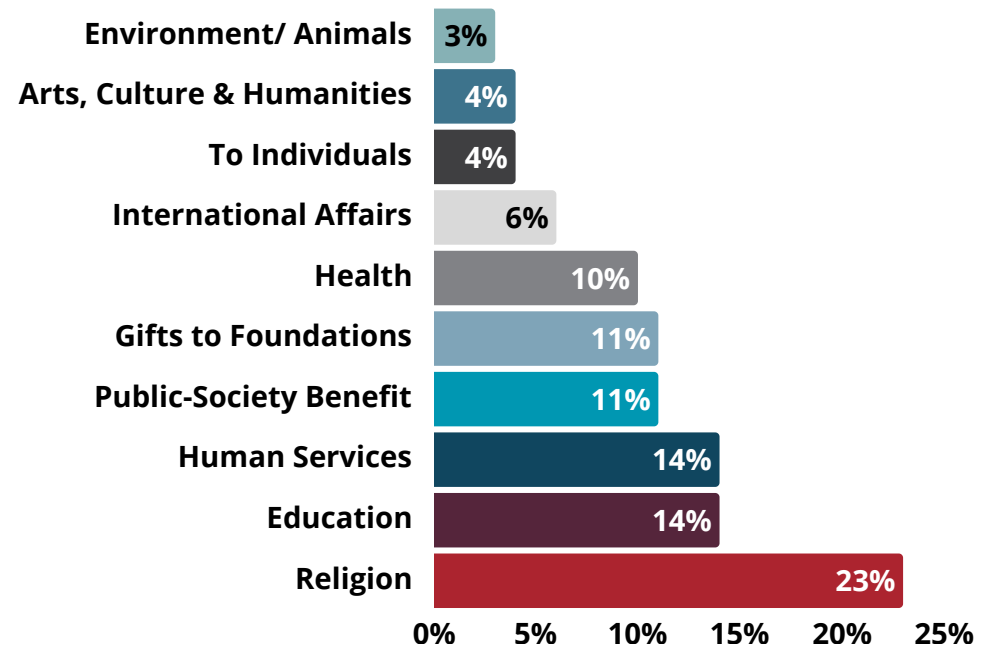 Environment/ Animals 3%
Arts, Culture & Humanities 4%
To Individuals 4%
International Affairs 6%
Health 10%
Gifts to Foundations 11%
Public-Society Benefit 11%
Human Services 14%
Education 14%
Religion 23%
0% 5% 10% 15% 20% 25%